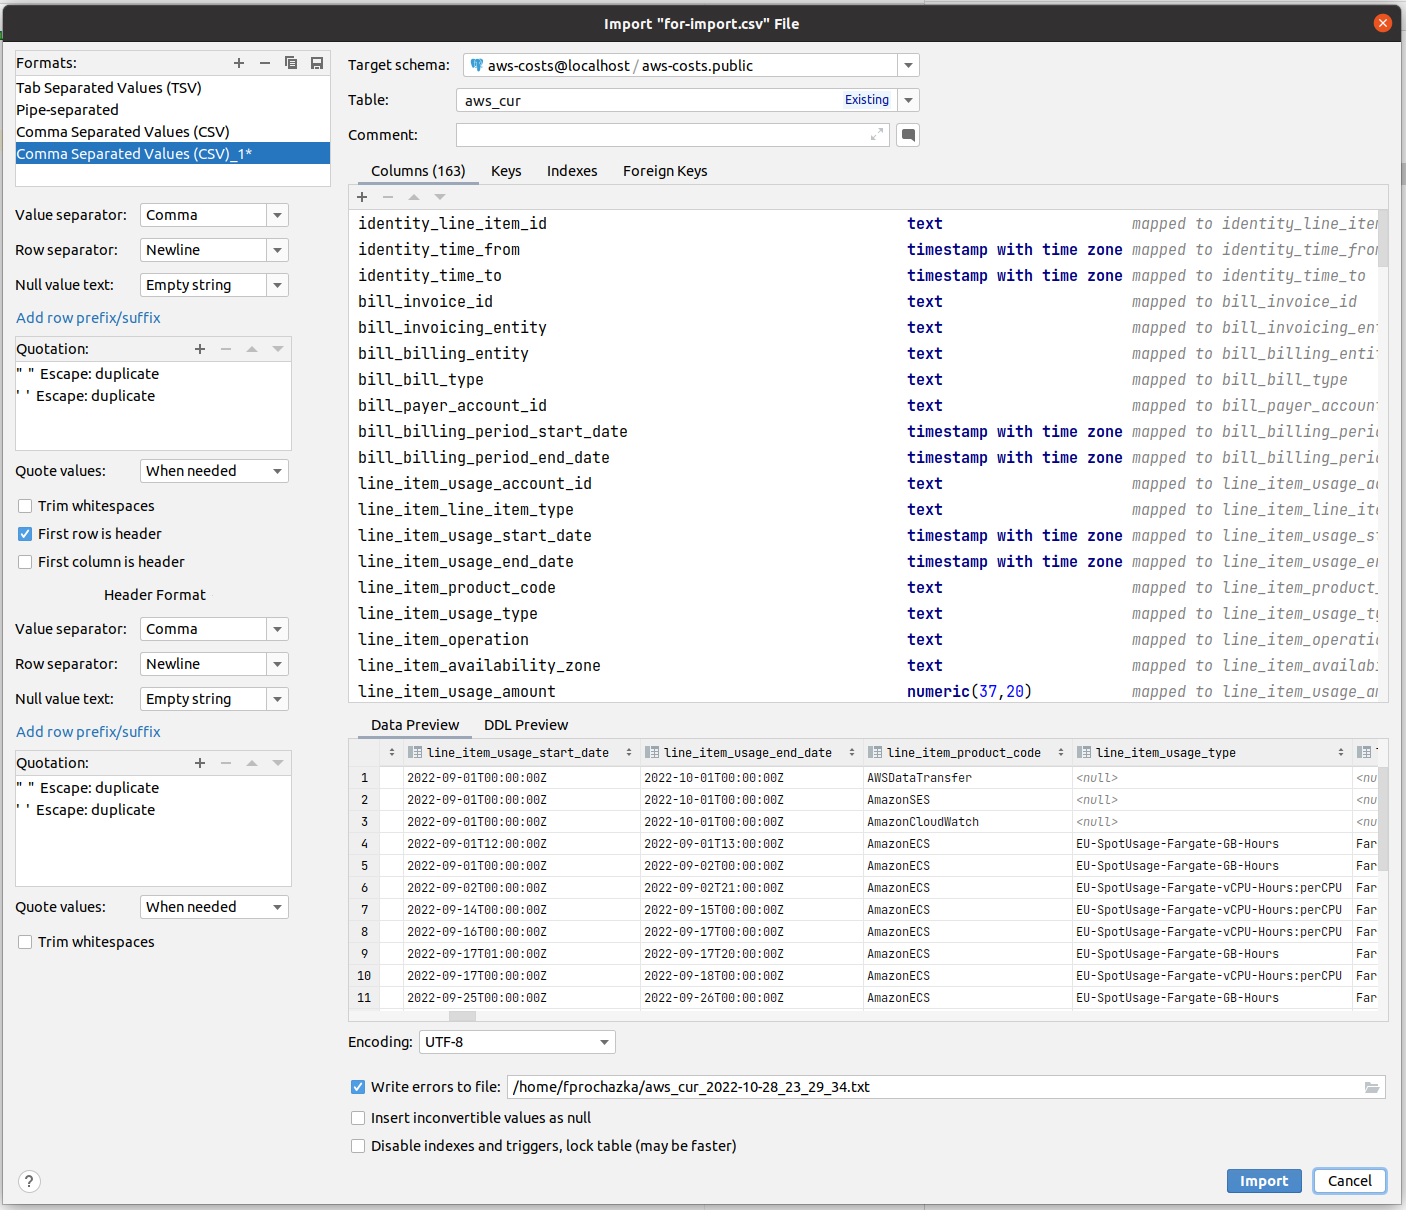 Import "for-import.csv" File
Formats:
Tab Separated Values (TSV)
Pipe-separated
Comma Separated Values (CSV)
Comma Separated Values (CSV)_1*
Value separator: Comma
Row separator: Newline
Null value text: Empty string
Add row prefix/suffix
Quotation:
" " Escape: duplicate
' ' Escape: duplicate
Quote values: When needed
Trim whitespaces
First row is header
First column is header
Header Format
Value separator: Comma
Row separator: Newline
Null value text: Empty string
Add row prefix/suffix
Quotation:
" " Escape: duplicate
' ' Escape: duplicate
Quote values: When needed
Trim whitespaces
Target schema: aws-costs@localhost / aws-costs.public
Table: aws_cur Existing
Comment:
Columns (163) Keys Indexes Foreign Keys
identity_line_item_id text mapped to identity_line_iten
identity_time_from timestamp with time zone mapped to identity_time_from
identity_time_to timestamp with time zone mapped to identity_time_to
bill_invoice_id text mapped to bill_invoice_id
bill_invoicing_entity text mapped to bill_invoicing_ent
bill_billing_entity text mapped to bill_billing_entit
bill_bill_type text mapped to bill_bill_type
bill_payer_account_id text mapped to bill_payer_account
bill_billing_period_start_date timestamp with time zone mapped to bill_billing_perio
bill_billing_period_end_date timestamp with time zone mapped to bill_billing_perio
line_item_usage_account_id text mapped to line_item_usage_ac
line_item_line_item_type text mapped to line_item_line_ite
line_item_usage_start_date timestamp with time zone mapped to line_item_usage_st
line_item_usage_end_date timestamp with time zone mapped to line_item_usage_en
line_item_product_code text mapped to line_item_product_
line_item_usage_type text mapped to line_item_usage_ty
line_item_operation text mapped to line_item_operatio
line_item_availability_zone text mapped to line_item_availabi
line_item_usage_amount numeric(37,20) mapped to line_item_usage_am
Data Preview DDL Preview
line_item_usage_start_date line_item_usage_end_date line_item_product_code line_item_usage_type
1 2022-09-01T00:00:00Z 2022-10-01T00:00:00Z AWSDataTransfer <null> <nu
2 2022-09-01T00:00:00Z 2022-10-01T00:00:00Z AmazonSES <null> <nu
3 2022-09-01T00:00:00Z 2022-10-01T00:00:00Z AmazonCloudWatch <null> <nu
4 2022-09-01T12:00:00Z 2022-09-01T13:00:00Z AmazonECS EU-SpotUsage-Fargate-GB-Hours Far
5 2022-09-01T00:00:00Z 2022-09-02T00:00:00Z AmazonECS EU-SpotUsage-Fargate-GB-Hours Far
6 2022-09-02T00:00:00Z 2022-09-02T21:00:00Z AmazonECS EU-SpotUsage-Fargate-vCPU-Hours:perCPU Far
7 2022-09-14T00:00:00Z 2022-09-15T00:00:00Z AmazonECS EU-SpotUsage-Fargate-vCPU-Hours:perCPU Far
8 2022-09-16T00:00:00Z 2022-09-17T00:00:00Z AmazonECS EU-SpotUsage-Fargate-vCPU-Hours:perCPU Far
9 2022-09-17T01:00:00Z 2022-09-17T20:00:00Z AmazonECS EU-SpotUsage-Fargate-GB-Hours Far
10 2022-09-17T00:00:00Z 2022-09-18T00:00:00Z AmazonECS EU-SpotUsage-Fargate-vCPU-Hours:perCPU Far
11 2022-09-25T00:00:00Z 2022-09-26T00:00:00Z AmazonECS EU-SpotUsage-Fargate-GB-Hours Far
Encoding: UTF-8
Write errors to file: /home/fprochazka/aws_cur_2022-10-28_23_29_34.txt
Insert inconvertible values as null
Disable indexes and triggers, lock table (may be faster)
? Import Cancel